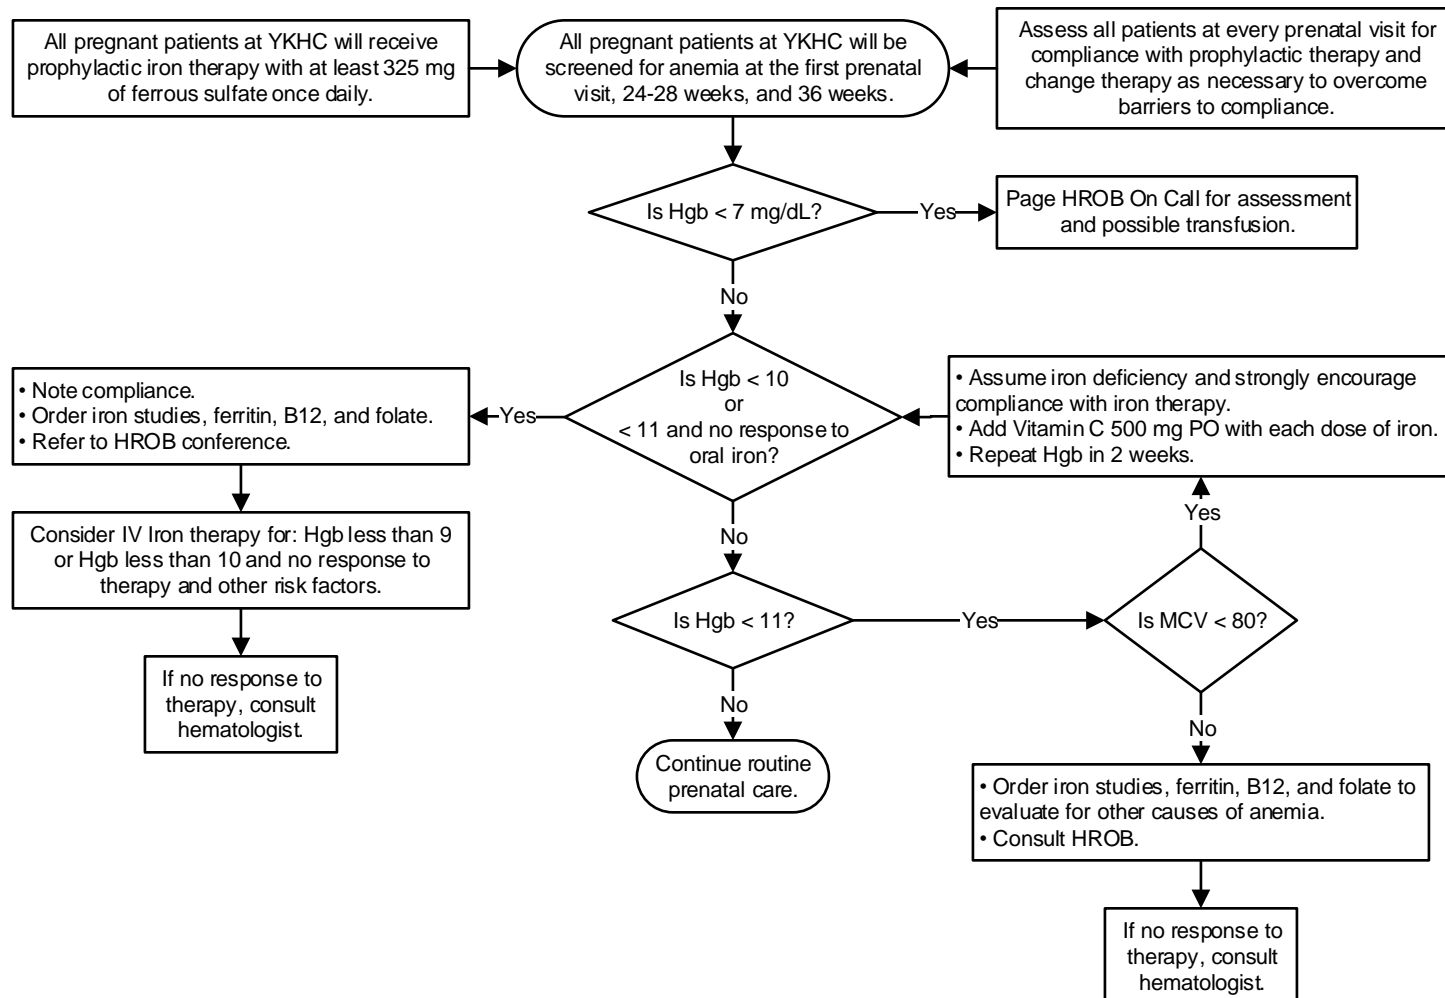 All pregnant patients at YKHC will receive
prophylactic iron therapy with at least 325 mg
of ferrous sulfate once daily.
All pregnant patients at YKHC will be
screened for anemia at the first prenatal
visit, 24-28 weeks, and 36 weeks.
Assess all patients at every prenatal visit for
compliance with prophylactic therapy and
change therapy as necessary to overcome
barriers to compliance.
Is Hgb < 7 mg/dL?
Yes
Page HROB On Call for assessment
and possible transfusion.
No
Is Hgb < 10
or
< 11 and no response to
oral iron?
Yes
• Note compliance.
• Order iron studies, ferritin, B12, and folate.
• Refer to HROB conference.
Consider IV Iron therapy for: Hgb less than 9
or Hgb less than 10 and no response to
therapy and other risk factors.
If no response to
therapy, consult
hematologist.
• Assume iron deficiency and strongly encourage
compliance with iron therapy.
• Add Vitamin C 500 mg PO with each dose of iron.
• Repeat Hgb in 2 weeks.
No
Yes
Is Hgb < 11?
Yes
Is MCV < 80?
No
Continue routine
prenatal care.
No
• Order iron studies, ferritin, B12, and folate to
evaluate for other causes of anemia.
• Consult HROB.
If no response to
therapy, consult
hematologist.